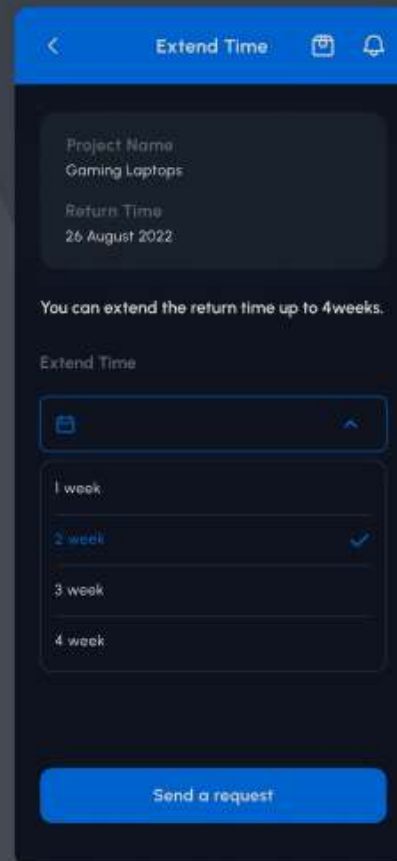 Extend Time
Project Name
Gaming Laptops
Return Time
26 August 2022
You can extend the return time up to 4weeks.
Extend Time
1 week
2 week
3 week
4 week
Send a request